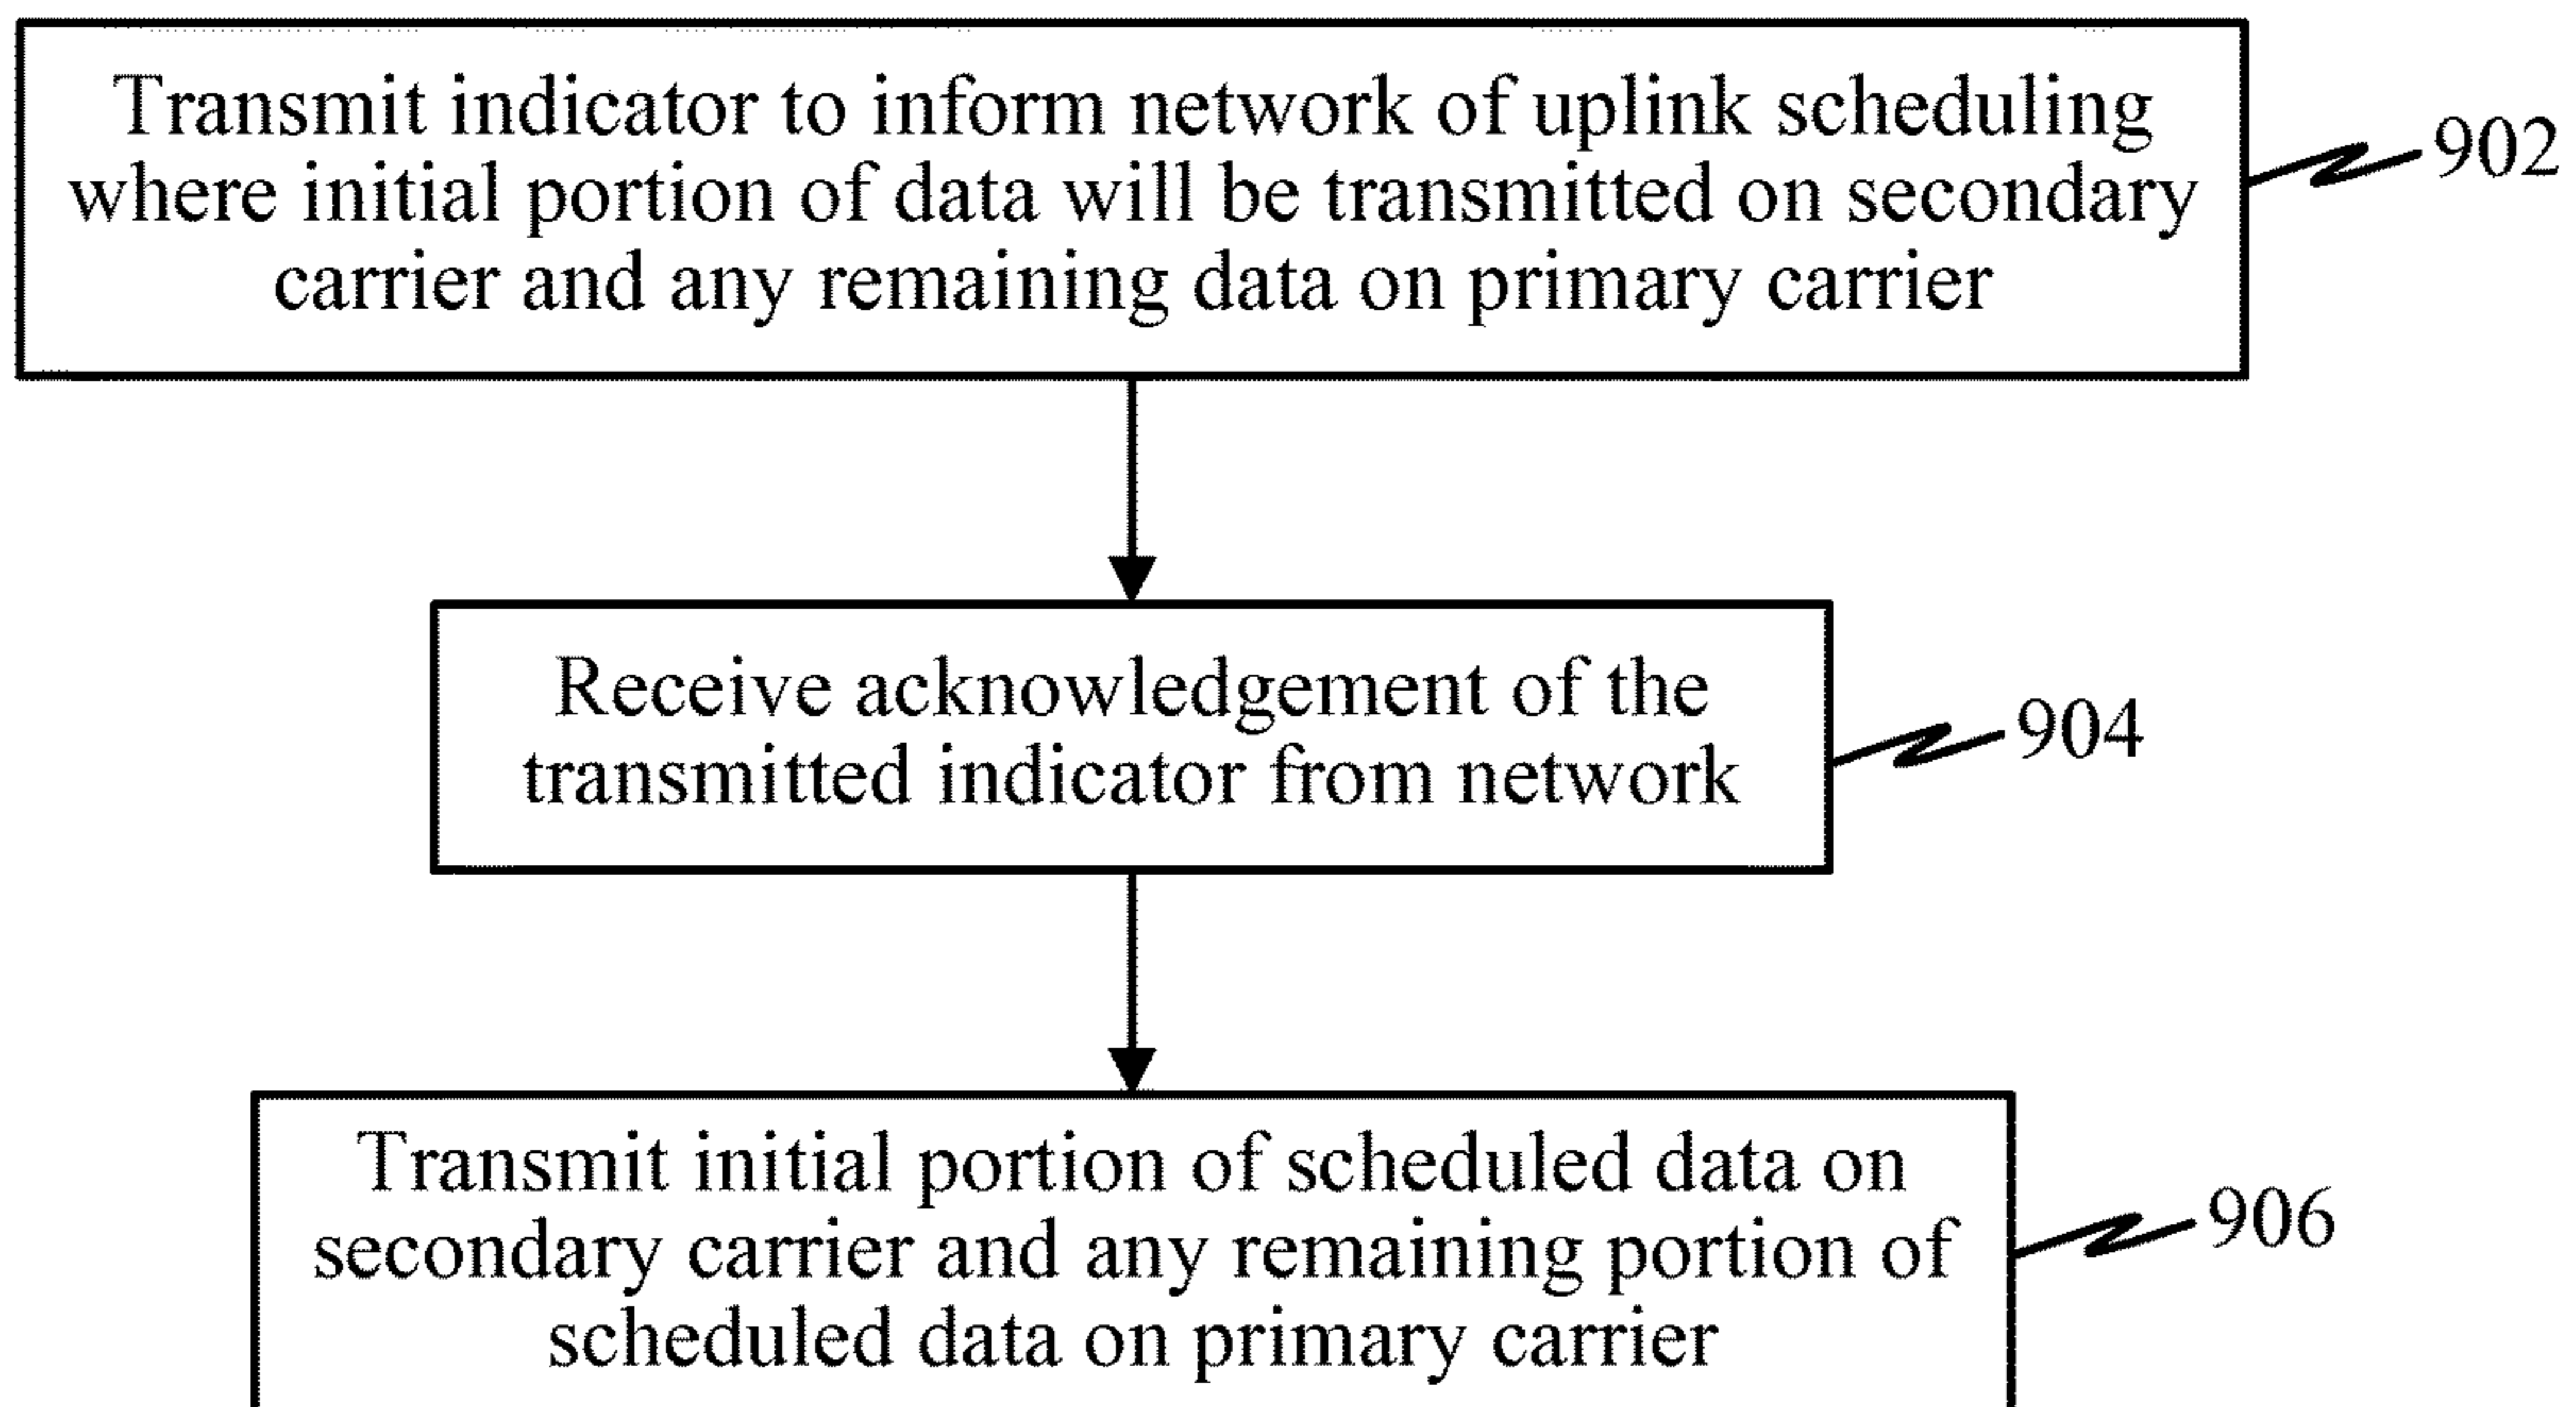 Transmit indicator to inform network of uplink scheduling
where initial portion of data will be transmitted on secondary
carrier and any remaining data on primary carrier
902
Receive acknowledgement of the
transmitted indicator from network
904
Transmit initial portion of scheduled data on
secondary carrier and any remaining portion of
scheduled data on primary carrier
906